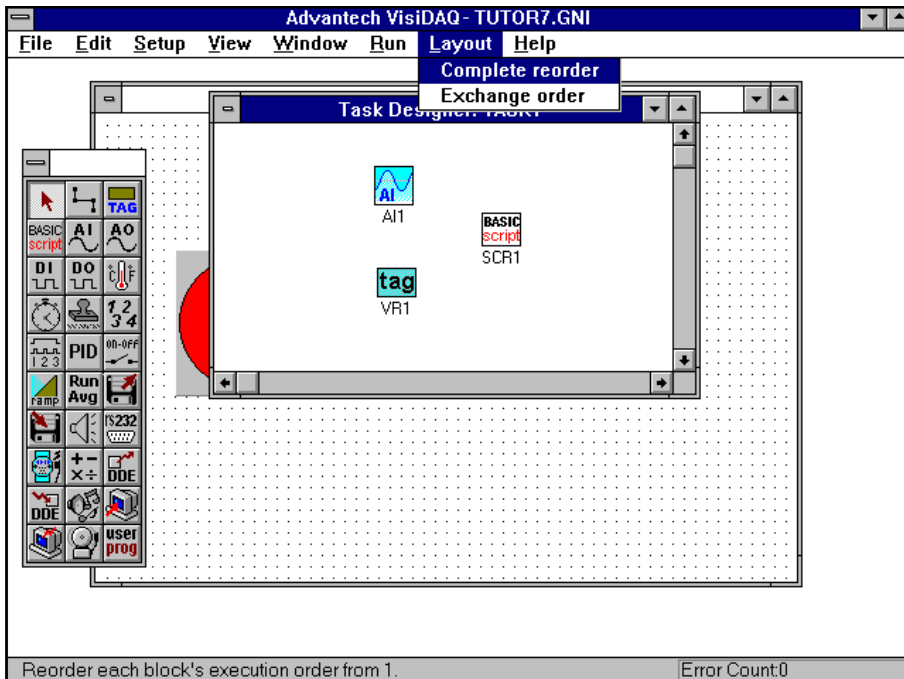 Advantech VisiDAQ - TUTOR7.GNI
File Edit Setup View Window Run Layout Help
Complete reorder
Exchange order
Task Designer: TASK1
AI
AI1
BASIC
script
SCR1
tag
VR1
TAG
BASIC
script
AI
AO
DI
DO
°C °F
1 2
3 4
1 2 3
PID
on-off
ramp
Run
Avg
rs232
+ -
× ÷
DDE
DDE
user
prog
Reorder each block's execution order from 1.
Error Count:0